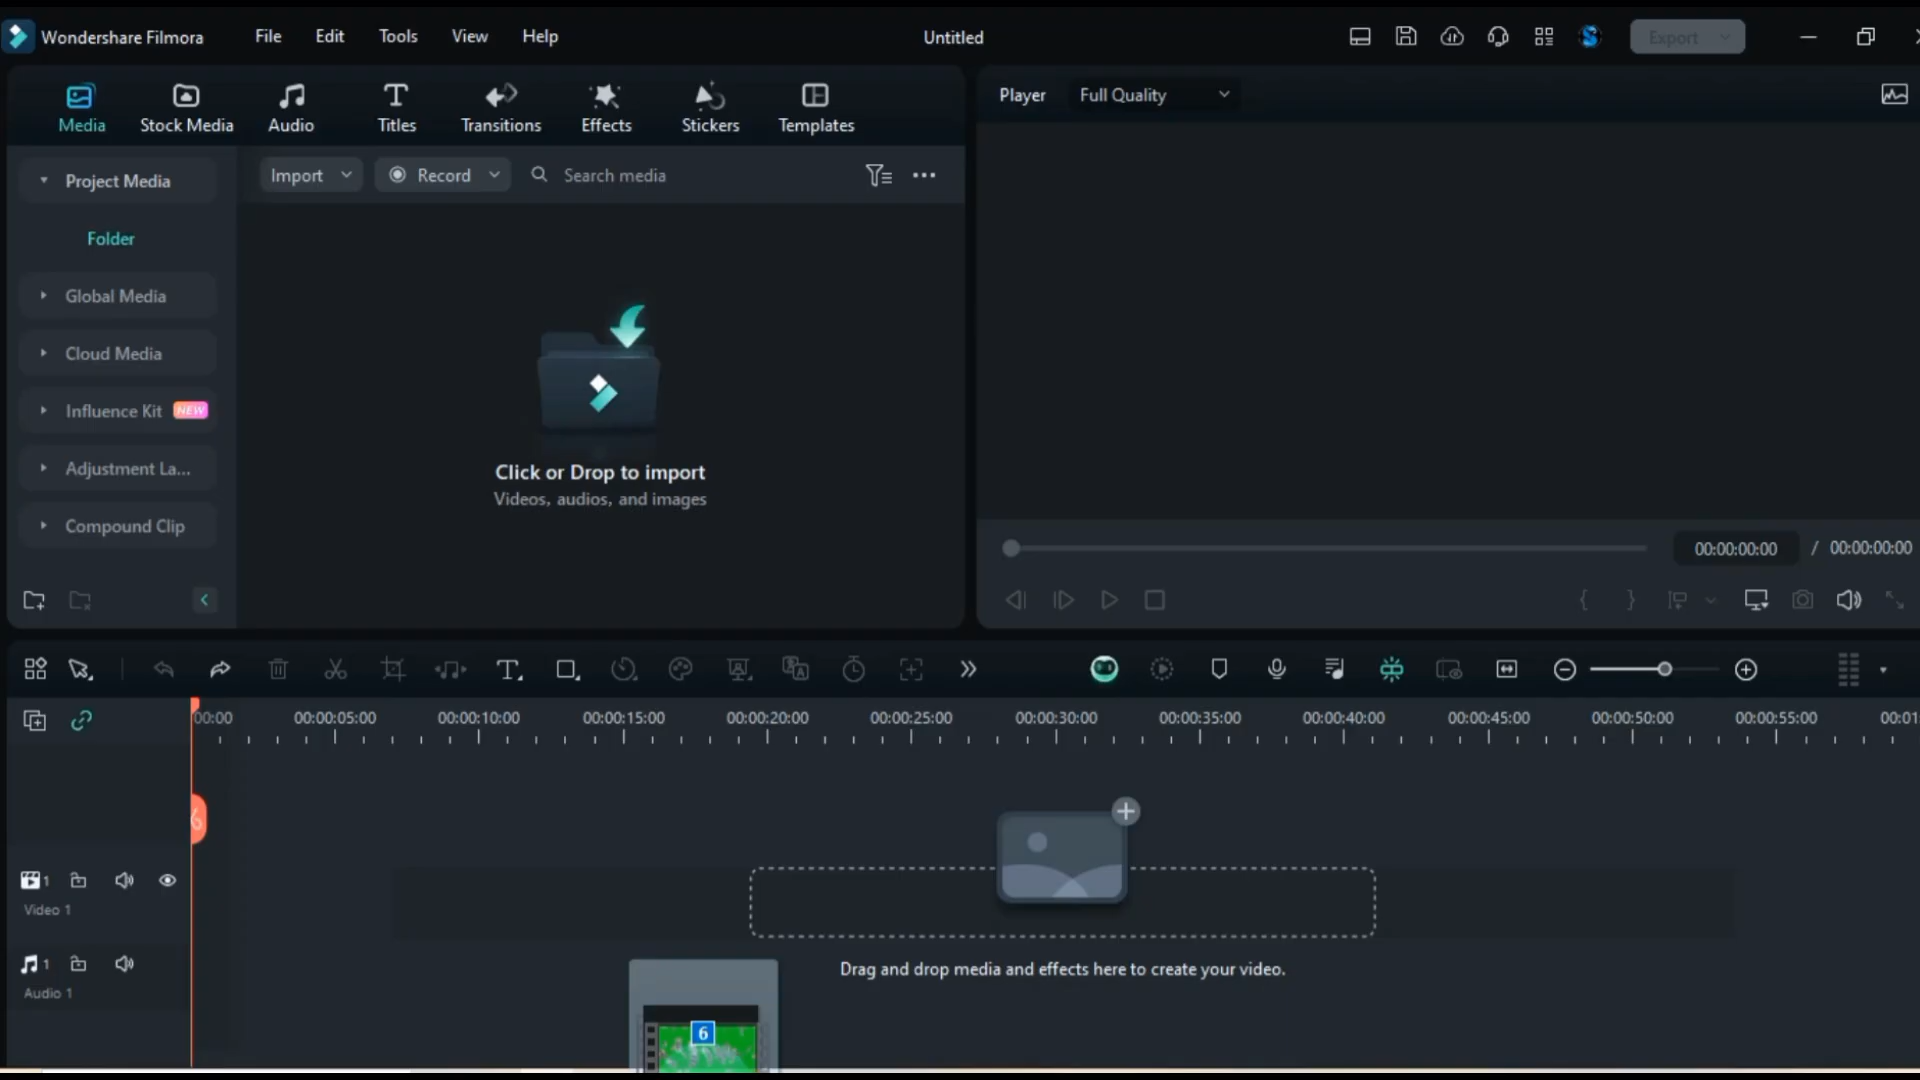 Wondershare Filmora File Edit Tools View Help Untitled Export
Media Stock Media Audio Titles Transitions Effects Stickers Templates
Player Full Quality
Project Media
Import Record Search media
Folder
Global Media
Cloud Media
Influence Kit NEW
Adjustment La...
Compound Clip
Click or Drop to import
Videos, audios, and images
00:00:00:00 / 00:00:00:00
00:00 00:00:05:00 00:00:10:00 00:00:15:00 00:00:20:00 00:00:25:00 00:00:30:00 00:00:35:00 00:00:40:00 00:00:45:00 00:00:50:00 00:00:55:00 00:01:
1
Video 1
1
Audio 1
Drag and drop media and effects here to create your video.
6